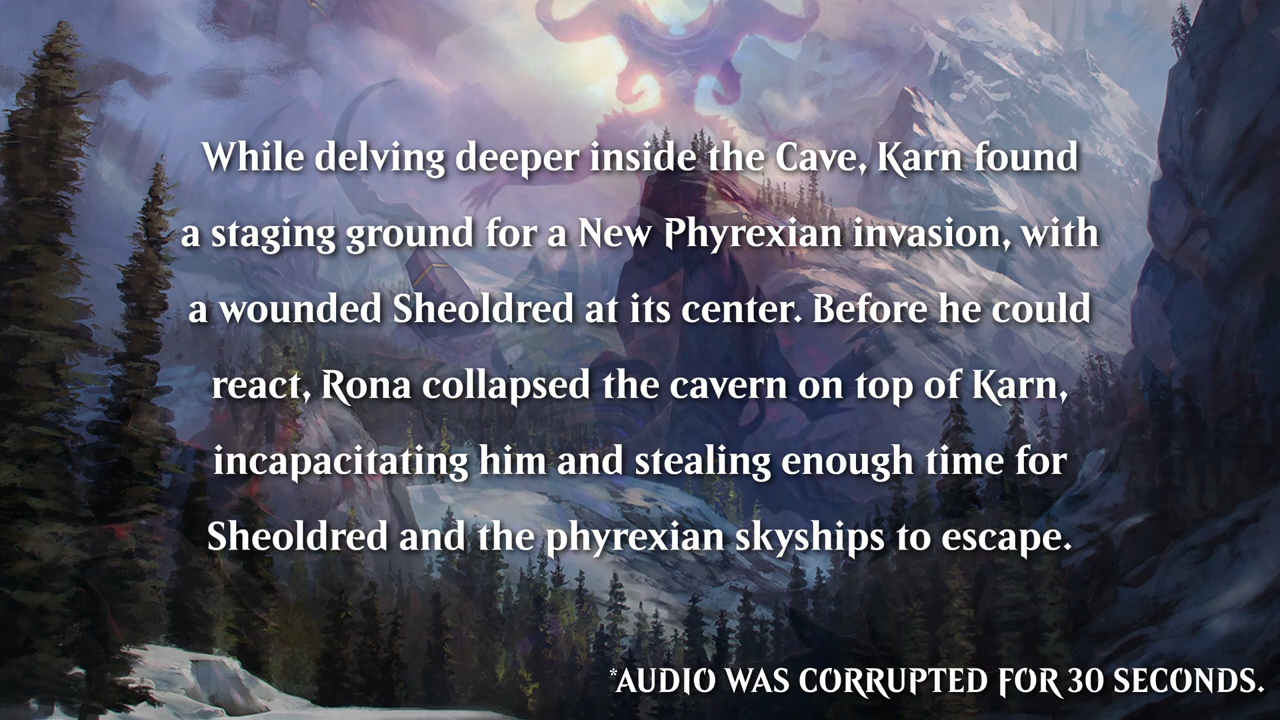 While delving deeper inside the Cave, Karn found
a staging ground for a New Phyrexian invasion, with
a wounded Sheoldred at its center. Before he could
react, Rona collapsed the cavern on top of Karn,
incapacitating him and stealing enough time for
Sheoldred and the phyrexian skyships to escape.
*AUDIO WAS CORRUPTED FOR 30 SECONDS.